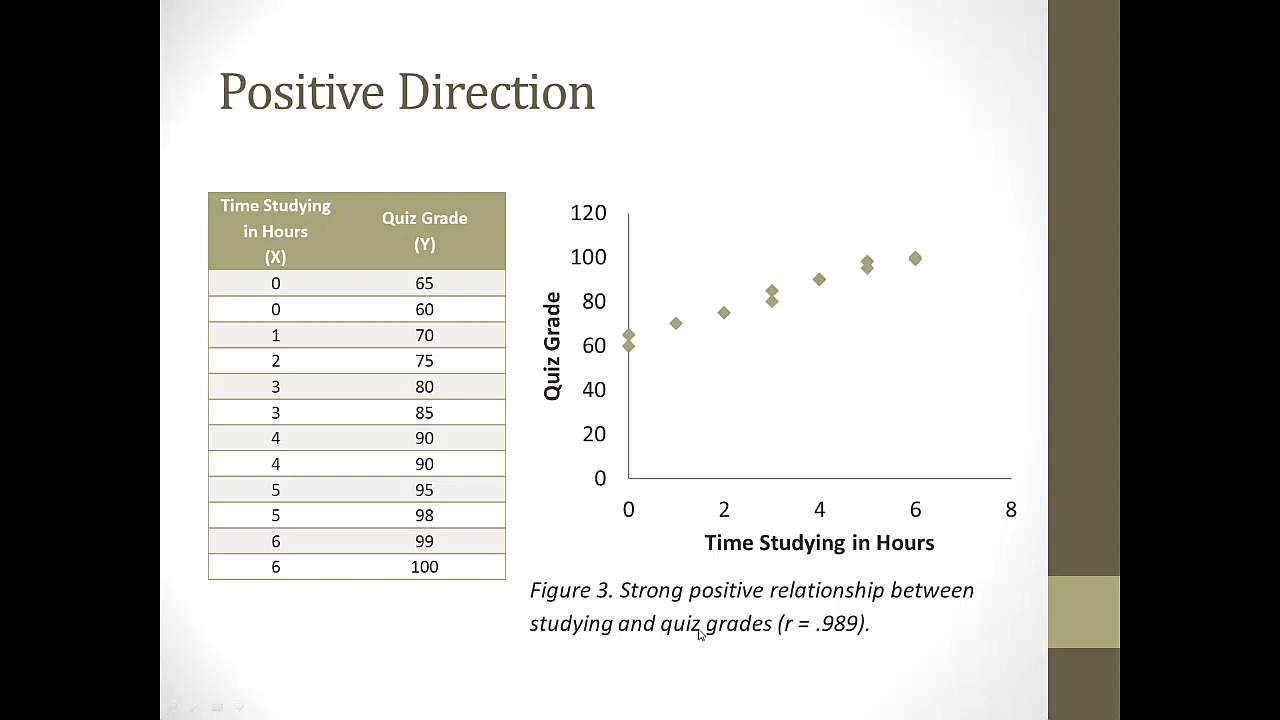 Positive Direction
Time Studying
in Hours
(X)
Quiz Grade
(Y)
0 65
0 60
1 70
2 75
3 80
3 85
4 90
4 90
5 95
5 98
6 99
6 100
120
100
80
60
40
20
0
Quiz Grade
0 2 4 6 8
Time Studying in Hours
Figure 3. Strong positive relationship between
studying and quiz grades (r = .989).